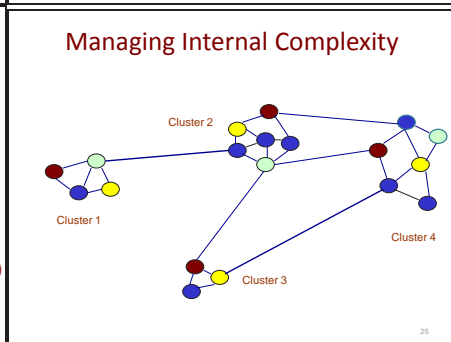 Managing Internal Complexity
Cluster 2
Cluster 1
Cluster 4
Cluster 3
25